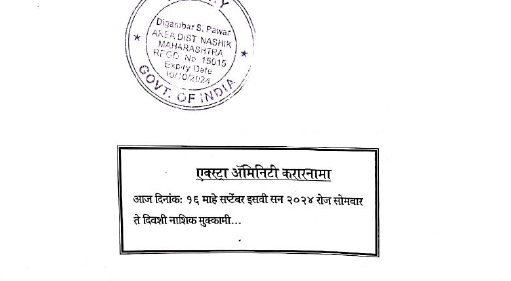 Digambar S. Pawar
AREA DIST. NASHIK
MAHARASHTRA
REGD. No. 15015
Expiry Date
16/10/2024
GOVT. OF INDIA
एक्स्टा ॲमिनिटी करारनामा
आज दिनांक: १६ माहे सप्टेंबर इसवी सन २०२४ रोज सोमवार
ते दिवशी नाशिक मुक्कामी...